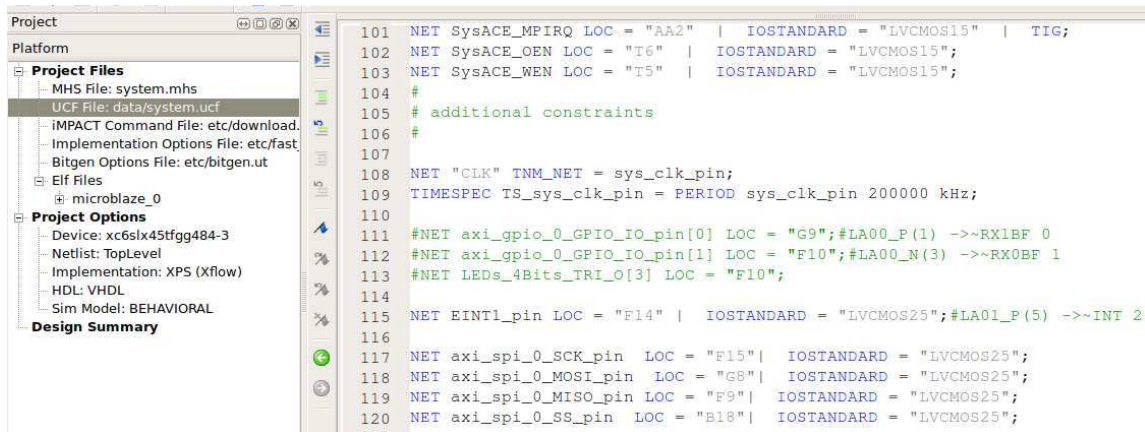 Project
Platform
Project Files
MHS File: system.mhs
UCF File: data/system.ucf
iMPACT Command File: etc/download.
Implementation Options File: etc/fast_
Bitgen Options File: etc/bitgen.ut
Elf Files
microblaze_0
Project Options
Device: xc6slx45tfgg484-3
Netlist: TopLevel
Implementation: XPS (Xflow)
HDL: VHDL
Sim Model: BEHAVIORAL
Design Summary
101 NET SysACE_MPIRQ LOC = "AA2" | IOSTANDARD = "LVCMOS15" | TIG;
102 NET SysACE_OEN LOC = "T6" | IOSTANDARD = "LVCMOS15";
103 NET SysACE_WEN LOC = "T5" | IOSTANDARD = "LVCMOS15";
104 #
105 # additional constraints
106 #
107
108 NET "CLK" TNM_NET = sys_clk_pin;
109 TIMESPEC TS_sys_clk_pin = PERIOD sys_clk_pin 200000 kHz;
110
111 #NET axi_gpio_0_GPIO_IO_pin[0] LOC = "G9";#LA00_P(1) ->~RX1BF 0
112 #NET axi_gpio_0_GPIO_IO_pin[1] LOC = "F10";#LA00_N(3) ->~RX0BF 1
113 #NET LEDs_4Bits_TRI_O[3] LOC = "F10";
114
115 NET EINT1_pin LOC = "F14" | IOSTANDARD = "LVCMOS25";#LA01_P(5) ->~INT 2
116
117 NET axi_spi_0_SCK_pin LOC = "F15"| IOSTANDARD = "LVCMOS25";
118 NET axi_spi_0_MOSI_pin LOC = "G8"| IOSTANDARD = "LVCMOS25";
119 NET axi_spi_0_MISO_pin LOC = "F9"| IOSTANDARD = "LVCMOS25";
120 NET axi_spi_0_SS_pin LOC = "B18"| IOSTANDARD = "LVCMOS25";